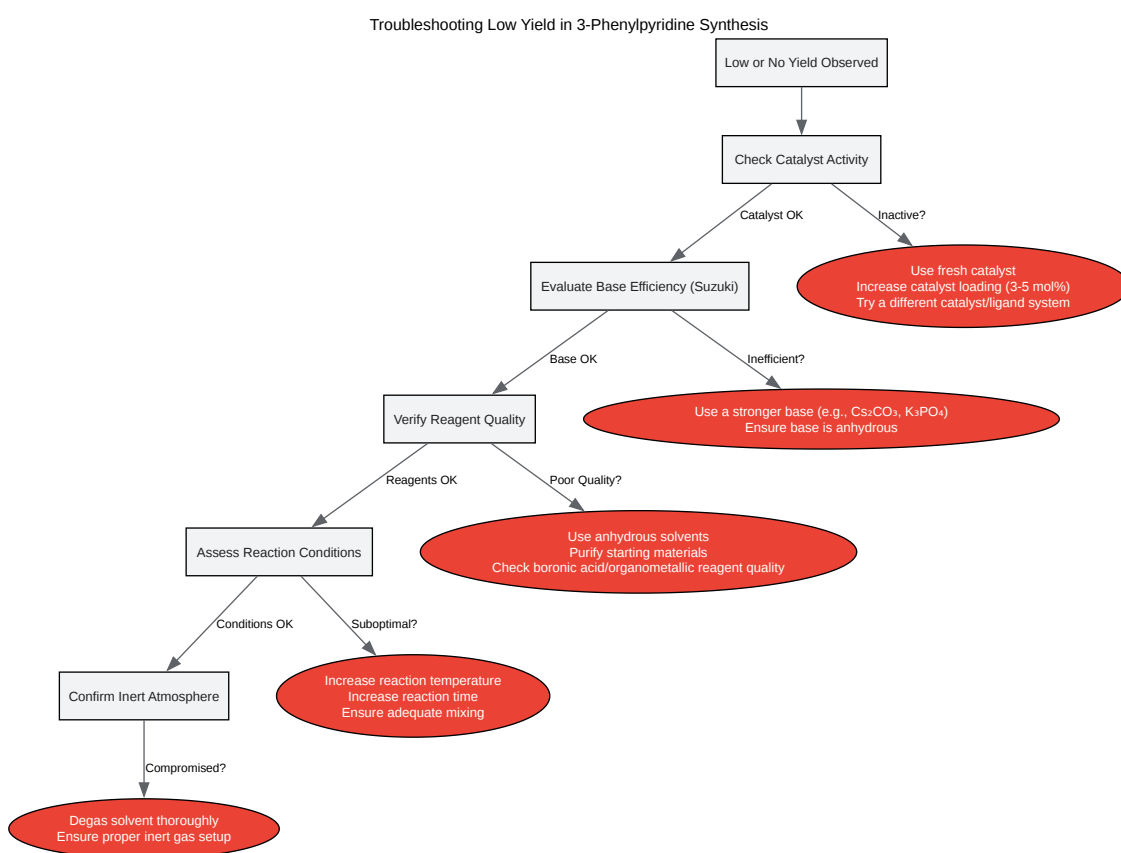 Troubleshooting Low Yield in 3-Phenylpyridine Synthesis
Low or No Yield Observed
Check Catalyst Activity
Catalyst OK
Inactive?
Evaluate Base Efficiency (Suzuki)
Use fresh catalyst
Increase catalyst loading (3-5 mol%)
Try a different catalyst/ligand system
Base OK
Inefficient?
Verify Reagent Quality
Use a stronger base (e.g., Cs₂CO₃, K₃PO₄)
Ensure base is anhydrous
Reagents OK
Poor Quality?
Assess Reaction Conditions
Use anhydrous solvents
Purify starting materials
Check boronic acid/organometallic reagent quality
Conditions OK
Suboptimal?
Confirm Inert Atmosphere
Increase reaction temperature
Increase reaction time
Ensure adequate mixing
Compromised?
Degas solvent thoroughly
Ensure proper inert gas setup